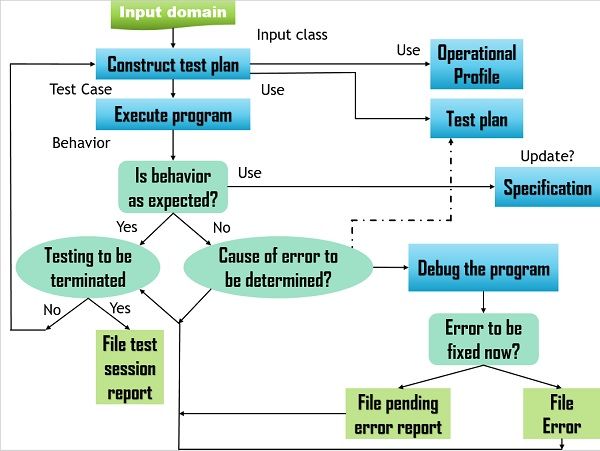 Input domain
Input class
Construct test plan
Use
Operational
Profile
Test Case
Use
Execute program
Test plan
Behavior
Is behavior
as expected?
Use
Update?
Specification
Yes
No
Testing to be
terminated
Cause of error to
be determined?
Debug the program
No
Yes
File test
session
report
Error to be
fixed now?
File pending
error report
File
Error